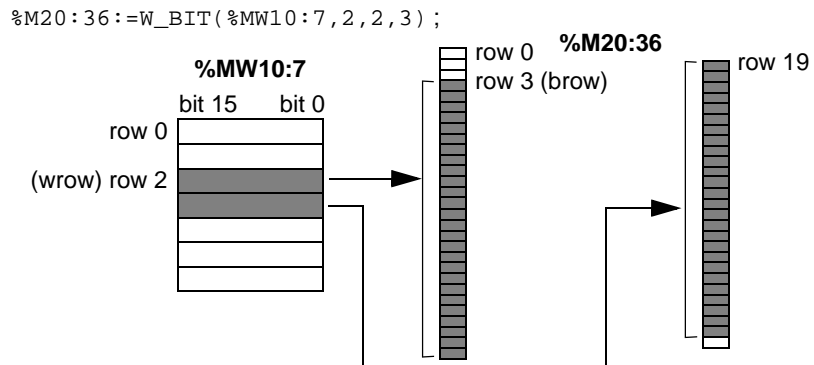 %M20:36:=W_BIT(%MW10:7,2,2,3);
row 0 %M20:36
%MW10:7
row 19
row 3 (brow)
bit 15 bit 0
row 0
(wrow) row 2